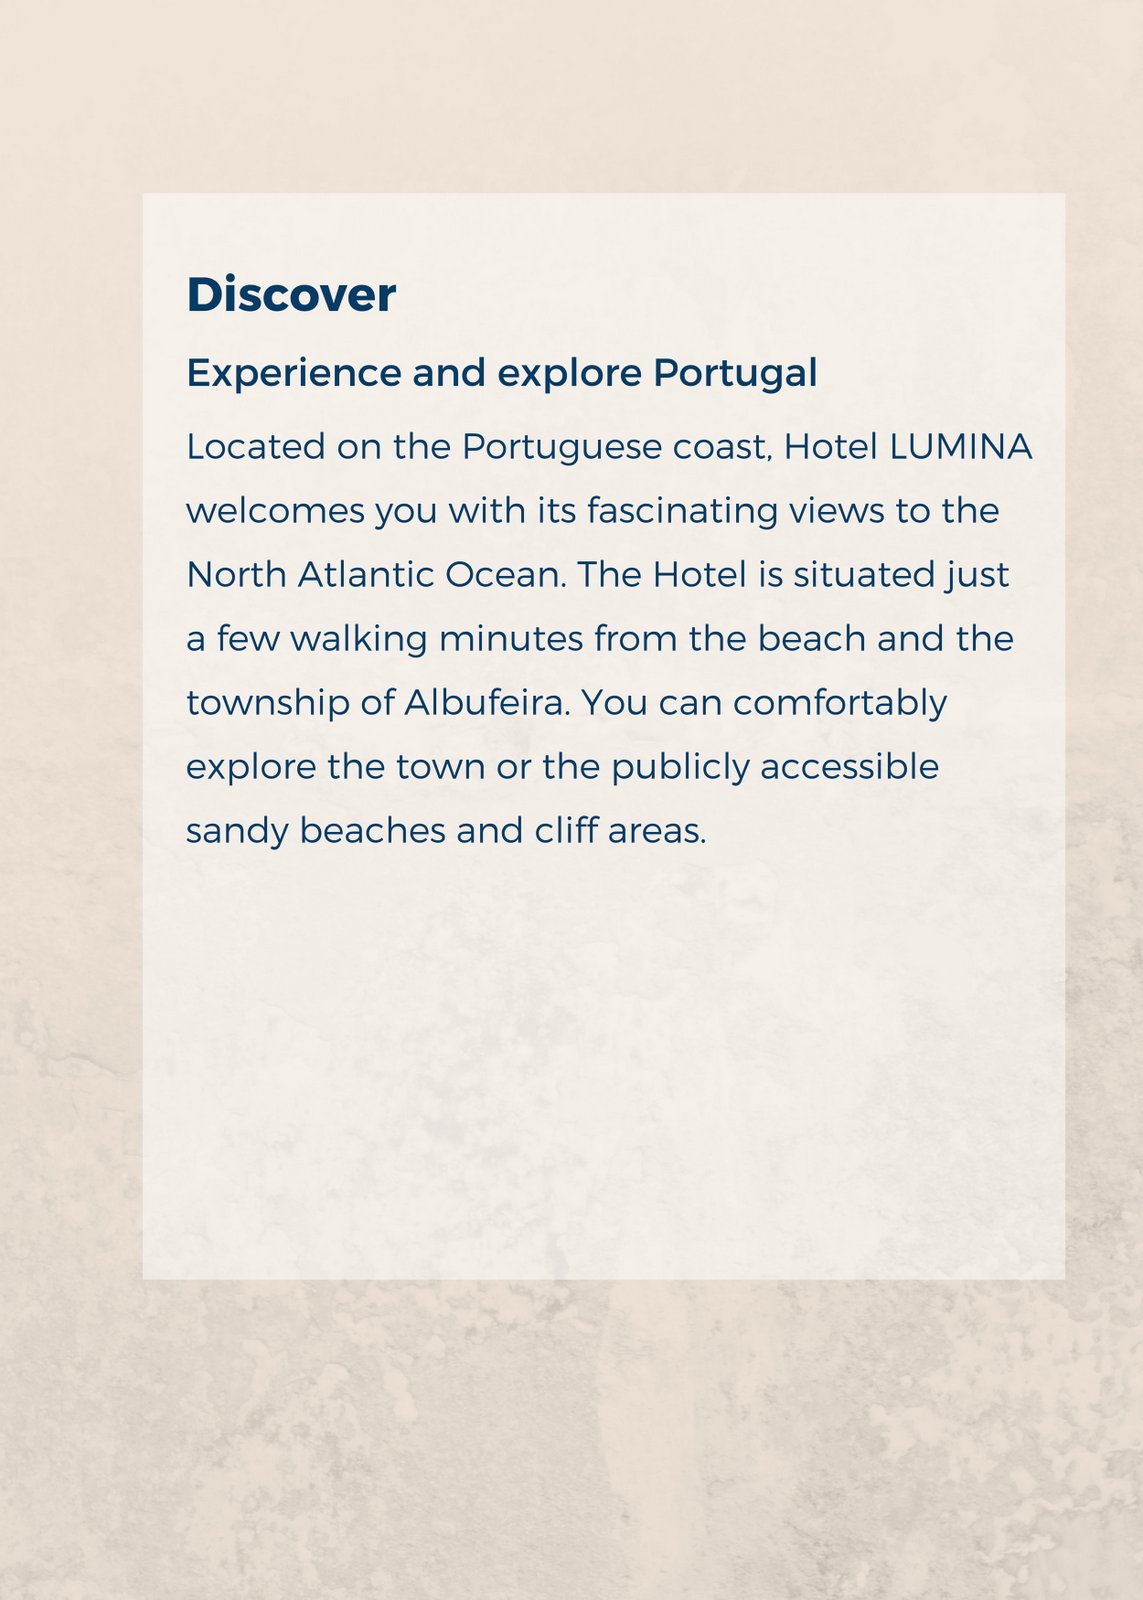 Discover
Experience and explore Portugal
Located on the Portuguese coast, Hotel LUMINA
welcomes you with its fascinating views to the
North Atlantic Ocean. The Hotel is situated just
a few walking minutes from the beach and the
township of Albufeira. You can comfortably
explore the town or the publicly accessible
sandy beaches and cliff areas.